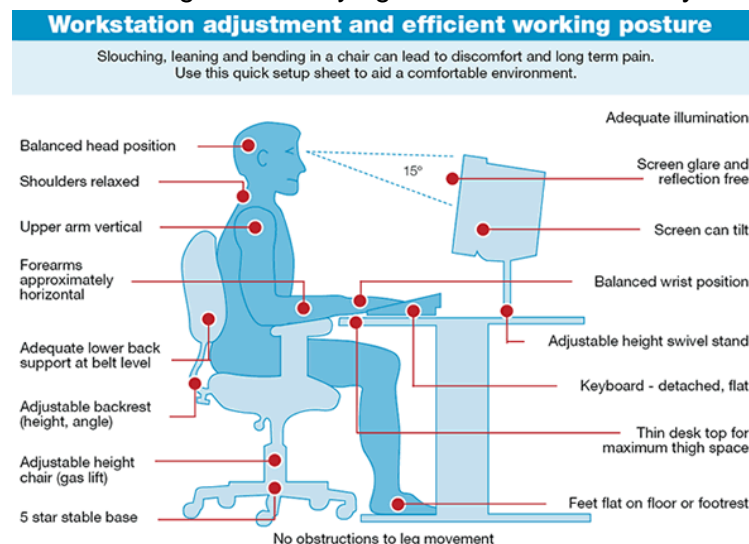 Workstation adjustment and efficient working posture
Slouching, leaning and bending in a chair can lead to discomfort and long term pain.
Use this quick setup sheet to aid a comfortable environment.
Adequate illumination
Balanced head position
15°
Screen glare and
reflection free
Shoulders relaxed
Upper arm vertical
Screen can tilt
Forearms
approximately
horizontal
Balanced wrist position
Adequate lower back
support at belt level
Adjustable height swivel stand
Keyboard - detached, flat
Adjustable backrest
(height, angle)
Thin desk top for
maximum thigh space
Adjustable height
chair (gas lift)
Feet flat on floor or footrest
5 star stable base
No obstructions to leg movement